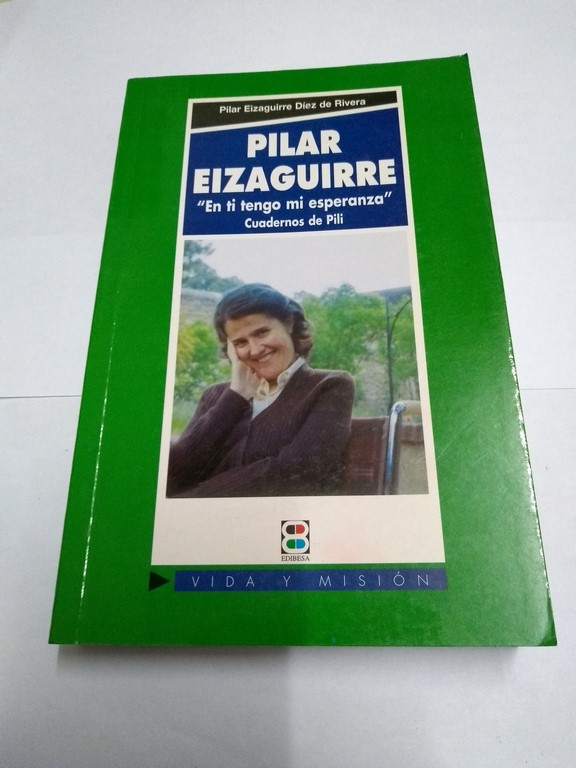 Pilar Eizaguirre Díez de Rivera
PILAR
EIZAGUIRRE
"En ti tengo mi esperanza"
Cuadernos de Pili
EDIBESA
VIDA Y MISIÓN